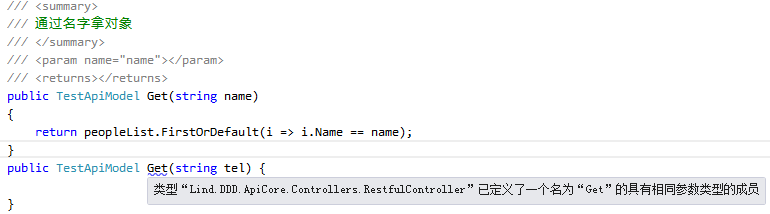 /// <summary>
/// 通过名字拿对象
/// </summary>
/// <param name="name"></param>
/// <returns></returns>
public TestApiModel Get(string name)
{
return peopleList.FirstOrDefault(i => i.Name == name);
}
public TestApiModel Get(string tel) {
类型“Lind.DDD.ApiCore.Controllers.RestfulController”已定义了一个名为“Get”的具有相同参数类型的成员
}